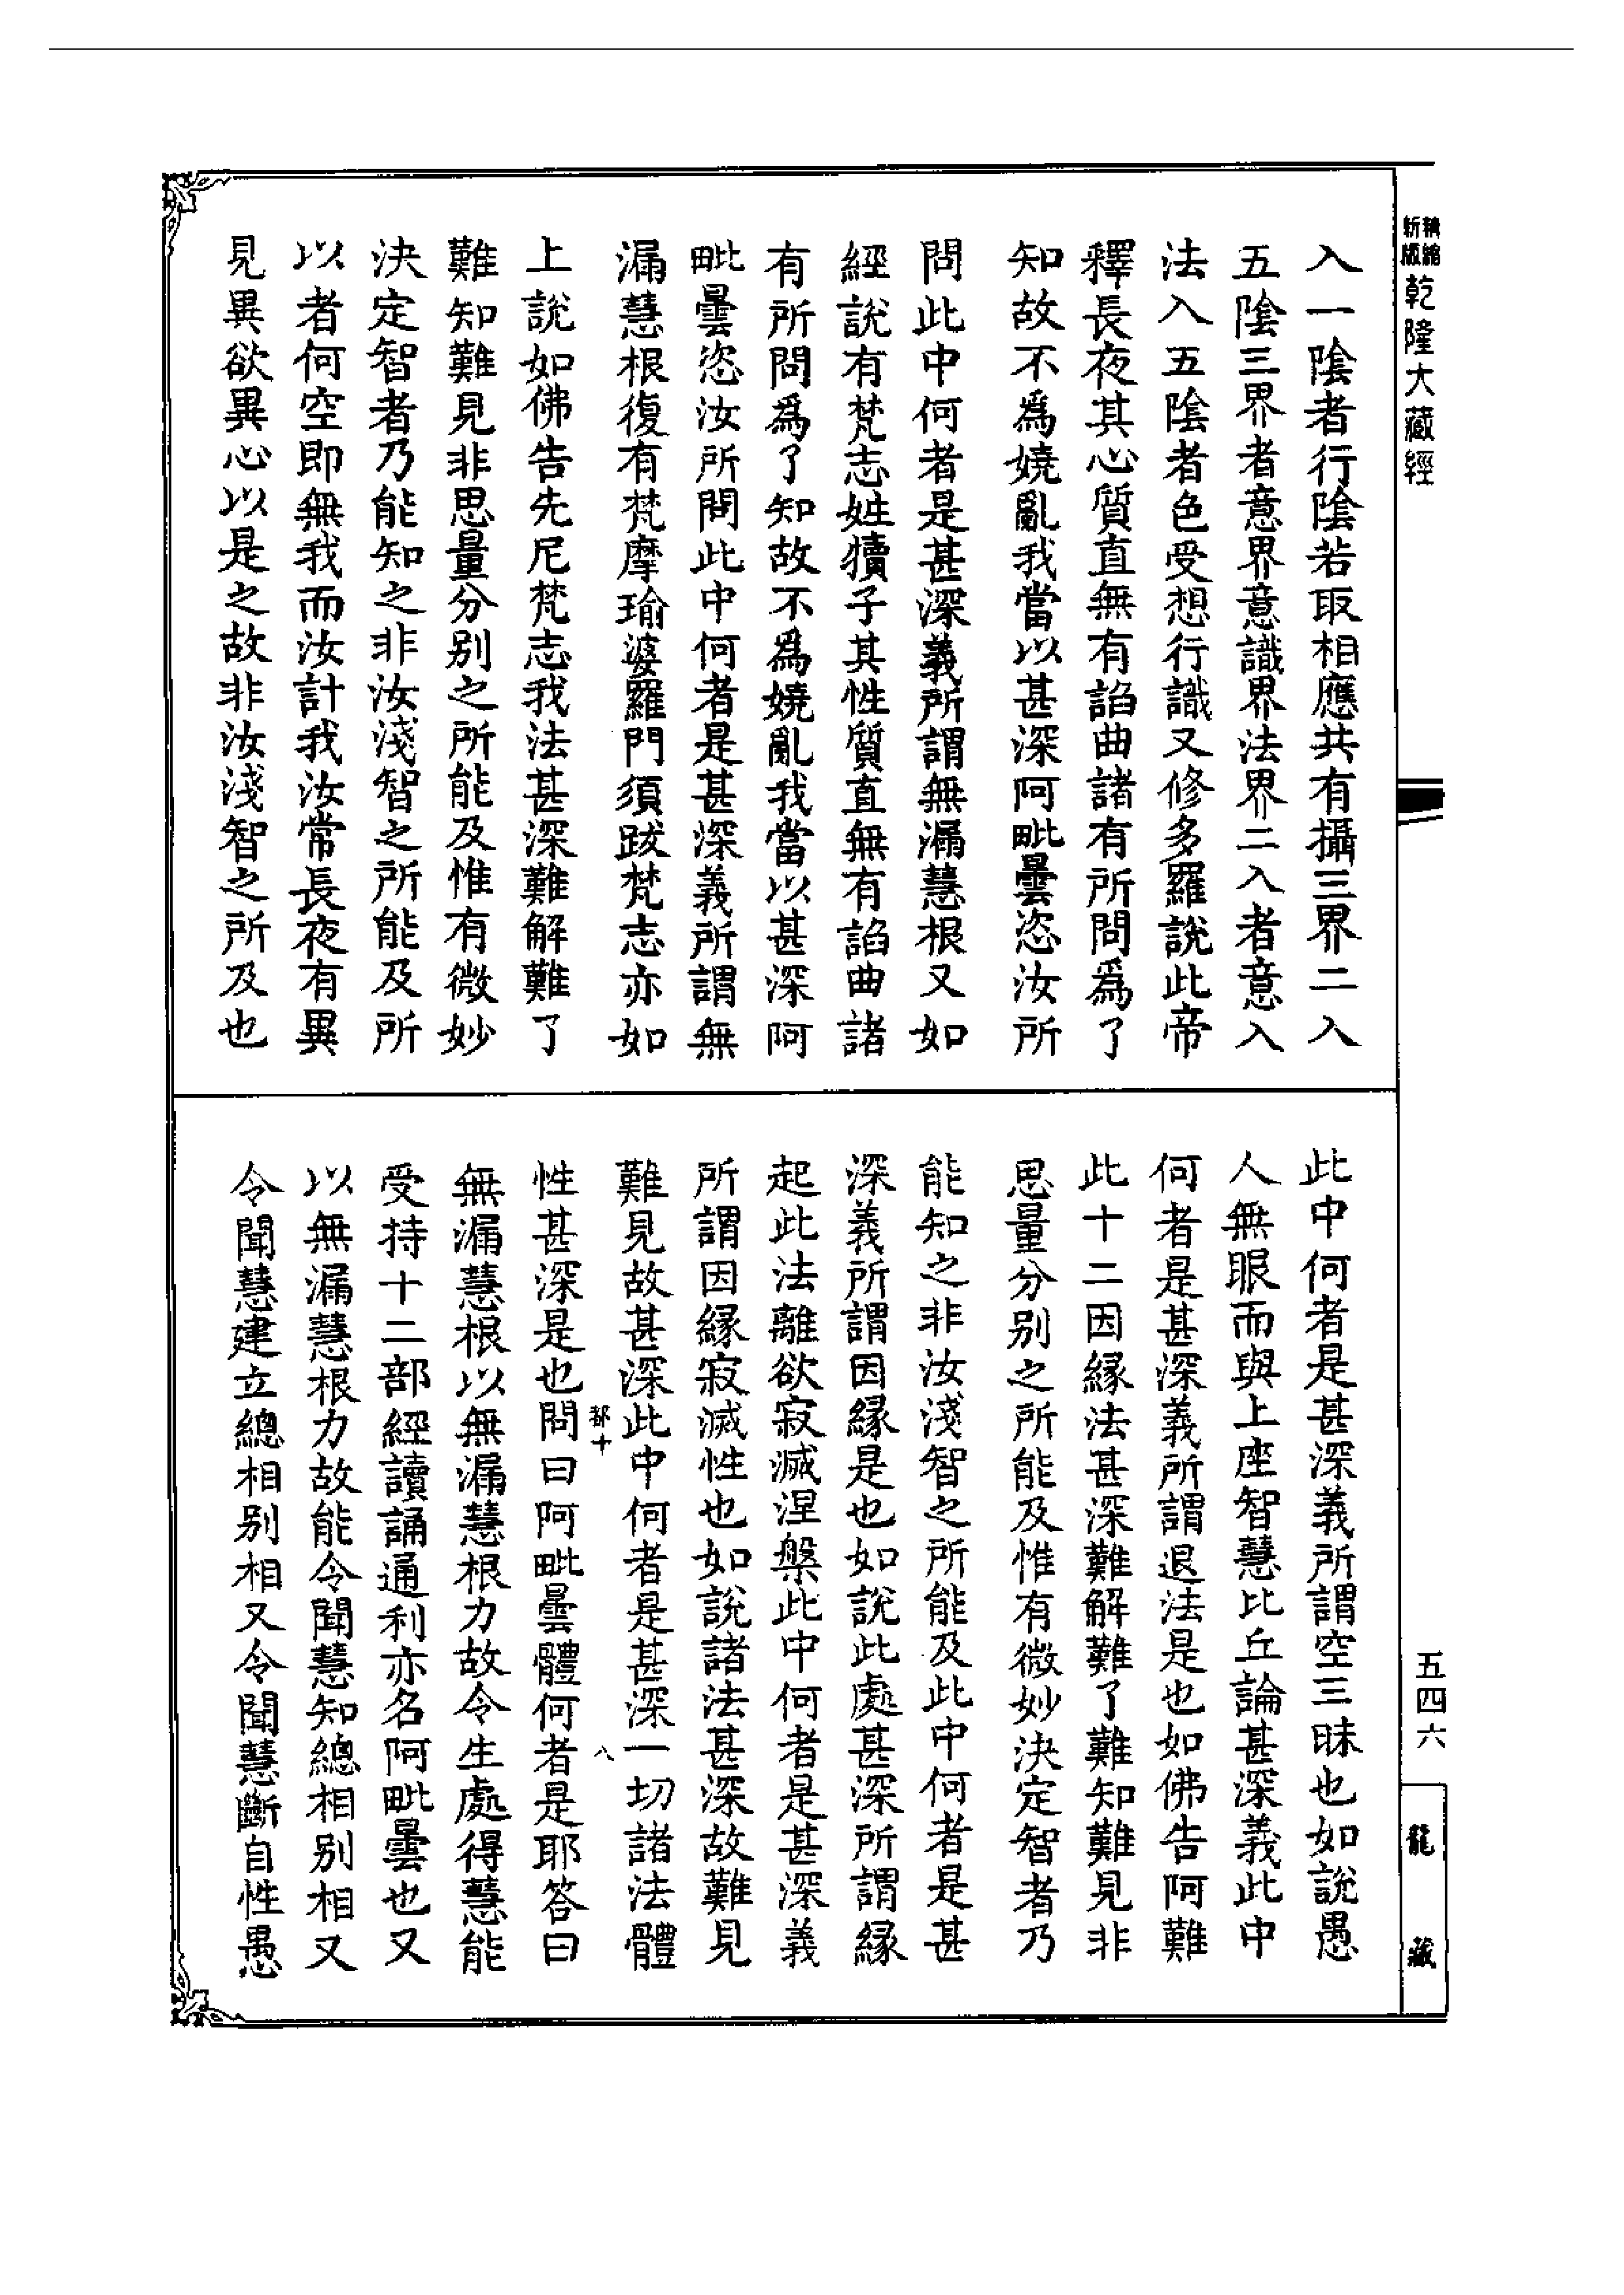 精縮
新版
乾隆大藏經
入一陰者行陰若取相應共有攝三界二入
五陰三界者意界意識界法界二入者意入
法入五陰者色受想行識又修多羅說此帝
釋長夜其心質直無有諂曲諸有所問爲了
知故不爲嬈亂我當以甚深阿毗曇恣汝所
問此中何者是甚深義所謂無漏慧根又如
經說有梵志姓犢子其性質直無有諂曲諸
有所問爲了知故不爲嬈亂我當以甚深阿
毗曇恣汝所問此中何者是甚深義所謂無
漏慧根復有梵摩瑜婆羅門須跋梵志亦如
上說如佛告先尼梵志我法甚深難解難了
難知難見非思量分別之所能及惟有微妙
決定智者乃能知之非汝淺智之所能及所
以者何空即無我而汝計我汝常長夜有異
見異欲異心以是之故非汝淺智之所及也
此中何者是甚深義所謂空三昧也如說愚
人無眼而與上座智慧比丘論甚深義此中
何者是甚深義所謂退法是也如佛告阿難
此十二因緣法甚深難解難了難知難見非
思量分別之所能及惟有微妙決定智者乃
能知之非汝淺智之所能及此中何者是甚
深義所謂因緣是也如說此處甚深所謂緣
起此法離欲寂滅涅槃此中何者是甚深義
所謂因緣寂滅性也如說諸法甚深故難見
難見故甚深此中何者是甚深一切諸法體
都十
八
性甚深是也問曰阿毗曇體何者是耶答曰
無漏慧根以無漏慧根力故令生處得慧能
受持十二部經讀誦通利亦名阿毗曇也又
以無漏慧根力故能令聞慧知總相別相又
令聞慧建立總相別相又令聞慧斷自性愚
五四六
龍藏